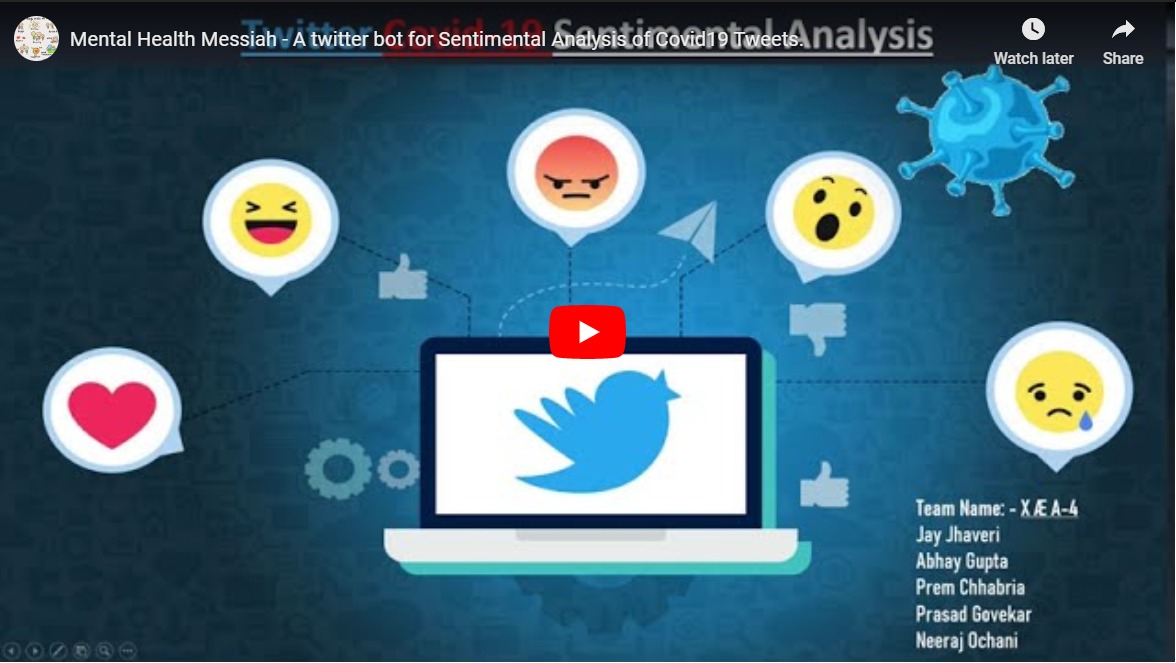 Twitter Covid-19 Sentimental Analysis
Mental Health Messiah - A twitter bot for Sentimental Analysis of Covid19 Tweets.
Watch later
Share
Team Name: - X Æ A-4
Jay Jhaveri
Abhay Gupta
Prem Chhabria
Prasad Govekar
Neeraj Ochani